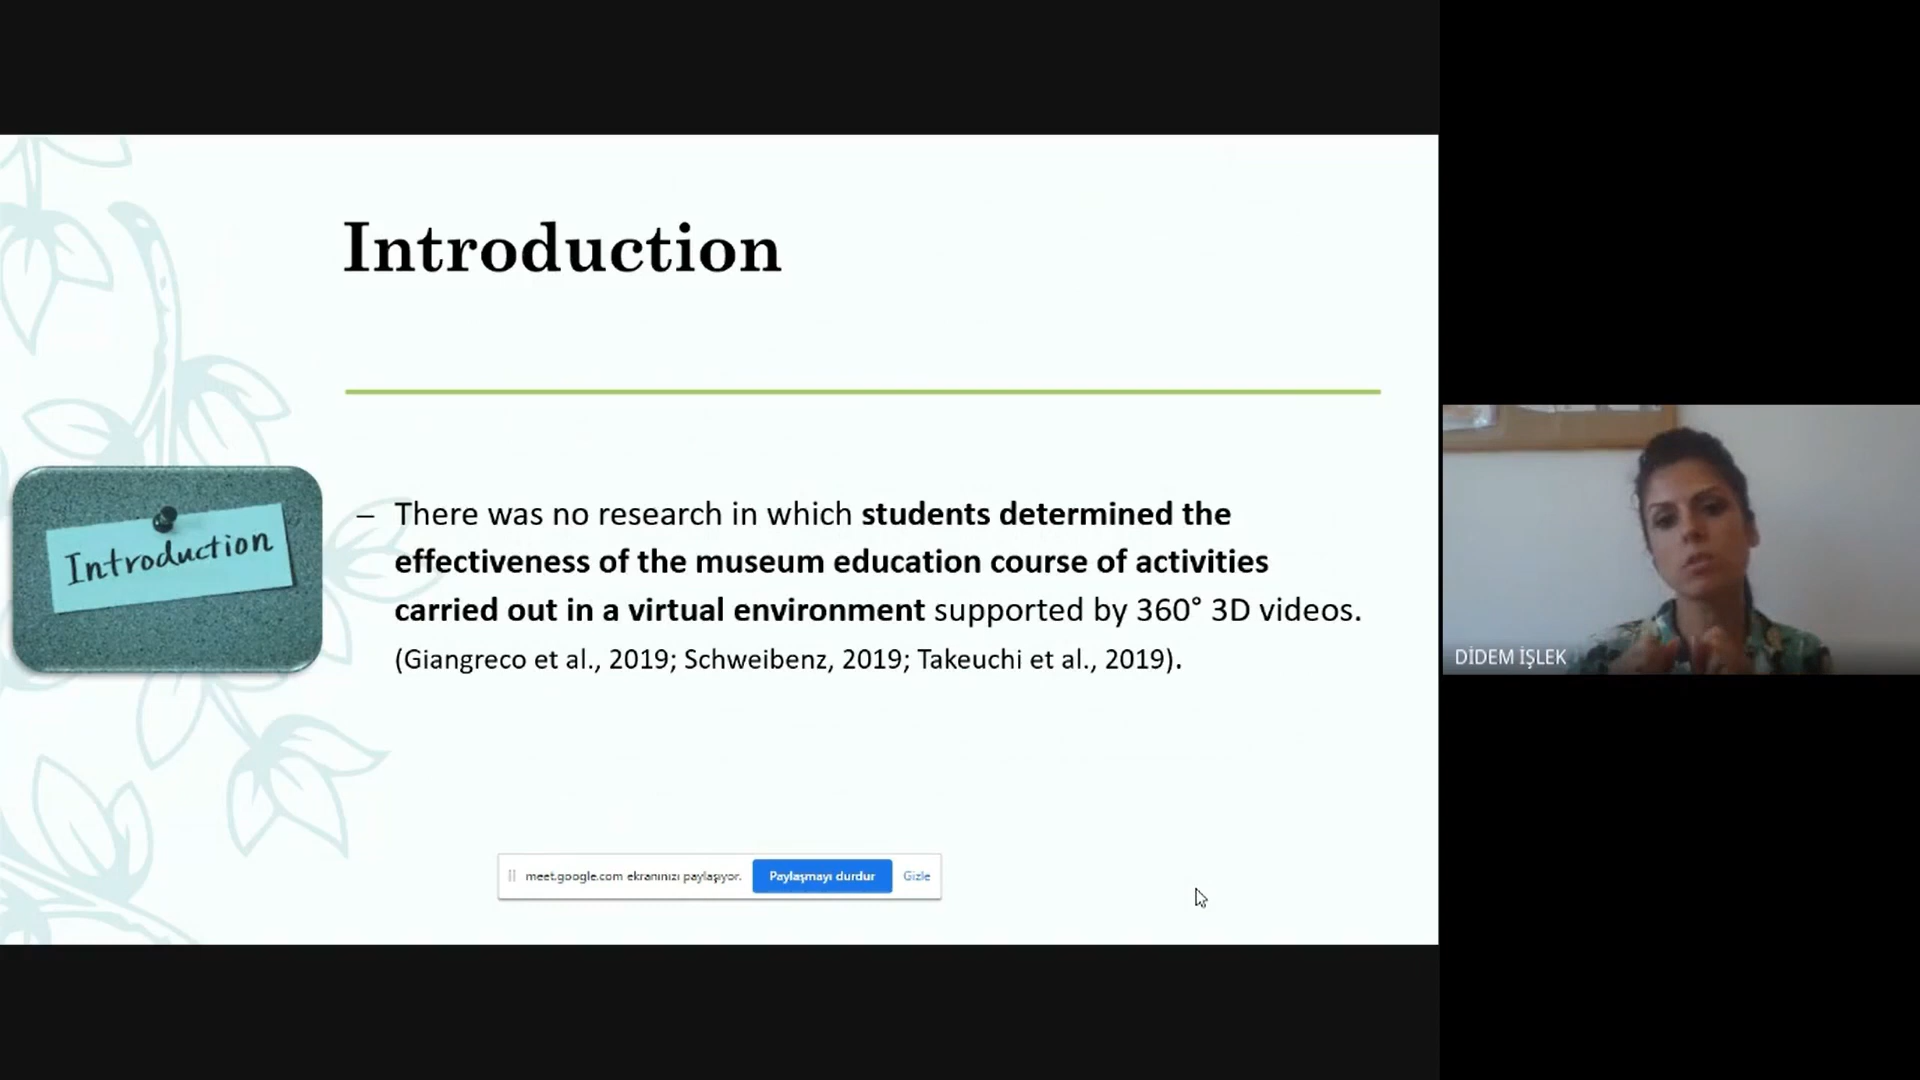 Introduction
Introduction
– There was no research in which students determined the
effectiveness of the museum education course of activities
carried out in a virtual environment supported by 360° 3D videos.
(Giangreco et al., 2019; Schweibenz, 2019; Takeuchi et al., 2019).
meet.google.com ekranınızı paylaşıyor. Paylaşmayı durdur Gizle
DİDEM İŞLEK